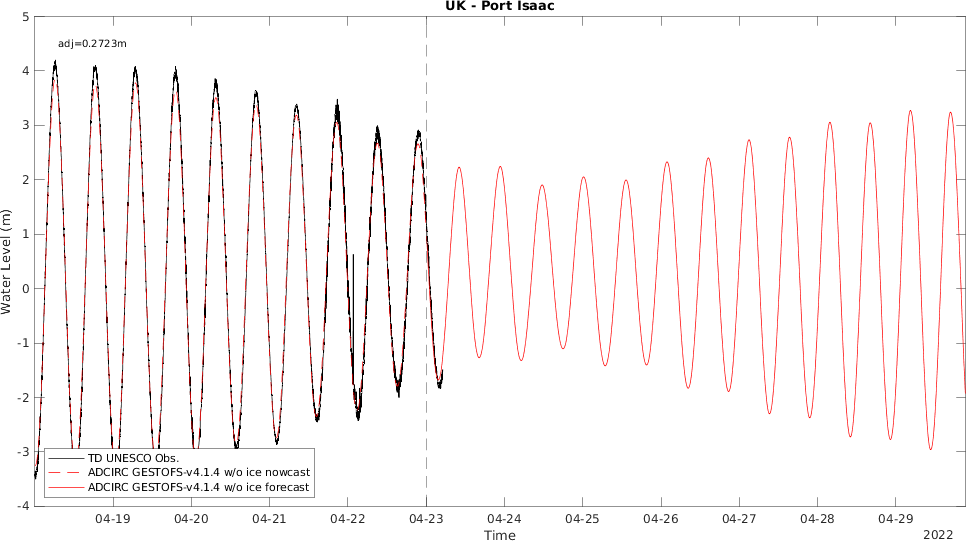 UK - Port Isaac
adj=0.2723m
5
4
3
2
1
0
-1
-2
-3
-4
Water Level (m)
TD UNESCO Obs.
ADCIRC GESTOFS-v4.1.4 w/o ice nowcast
ADCIRC GESTOFS-v4.1.4 w/o ice forecast
04-19 04-20 04-21 04-22 04-23 04-24 04-25 04-26 04-27 04-28 04-29
Time
2022